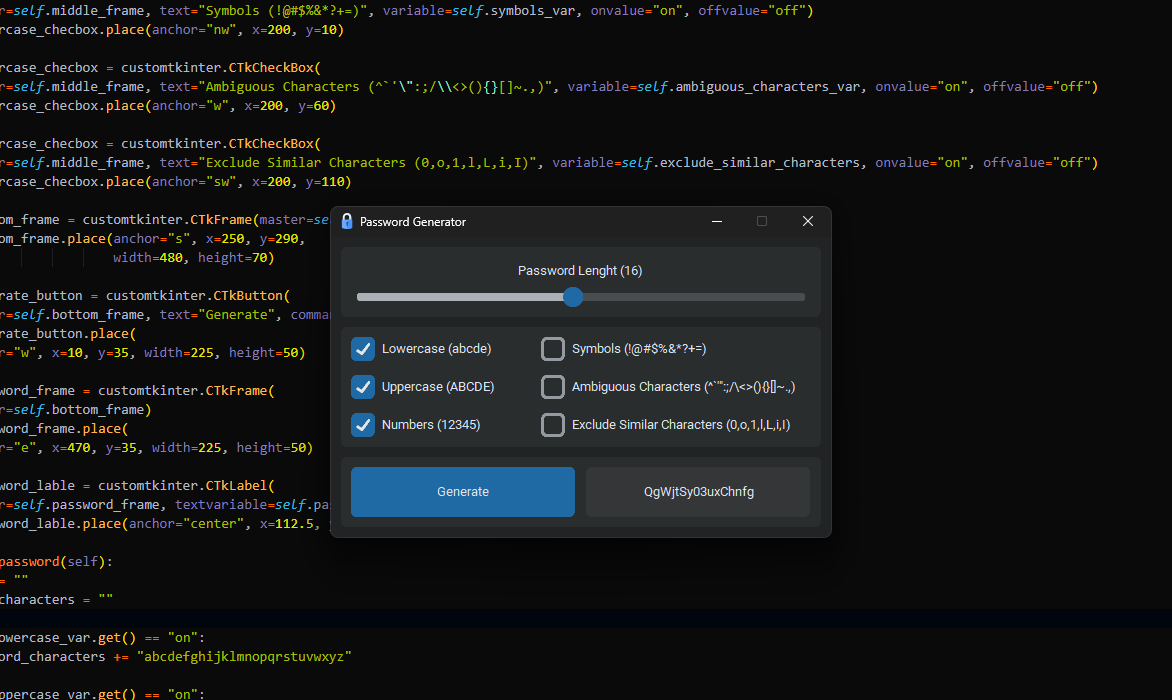 r=self.middle_frame, text="Symbols (!@#$%&*?+=)", variable=self.symbols_var, onvalue="on", offvalue="off")
rcase_checbox.place(anchor="nw", x=200, y=10)
rcase_checbox = customtkinter.CTkCheckBox(
r=self.middle_frame, text="Ambiguous Characters (^`'\":;/\\<>(){}[]~.,)", variable=self.ambiguous_characters_var, onvalue="on", offvalue="off")
rcase_checbox.place(anchor="w", x=200, y=60)
rcase_checbox = customtkinter.CTkCheckBox(
r=self.middle_frame, text="Exclude Similar Characters (0,o,1,l,L,i,I)", variable=self.exclude_similar_characters, onvalue="on", offvalue="off")
rcase_checbox.place(anchor="sw", x=200, y=110)
om_frame = customtkinter.CTkFrame(master=se
om_frame.place(anchor="s", x=250, y=290,
width=480, height=70)
rate_button = customtkinter.CTkButton(
r=self.bottom_frame, text="Generate", comma
rate_button.place(
r="w", x=10, y=35, width=225, height=50)
word_frame = customtkinter.CTkFrame(
r=self.bottom_frame)
word_frame.place(
r="e", x=470, y=35, width=225, height=50)
word_lable = customtkinter.CTkLabel(
r=self.password_frame, textvariable=self.pa
word_lable.place(anchor="center", x=112.5,
password(self):
= ""
characters = ""
owercase_var.get() == "on":
ord_characters += "abcdefghijklmnopqrstuvwxyz"
ppercase_var.get() == "on":
Password Generator
Password Lenght (16)
Lowercase (abcde)
Symbols (!@#$%&*?+=)
Uppercase (ABCDE)
Ambiguous Characters (^`'":;/\<>(){}[]~.,)
Numbers (12345)
Exclude Similar Characters (0,o,1,l,L,i,I)
Generate
QgWjtSy03uxChnfg